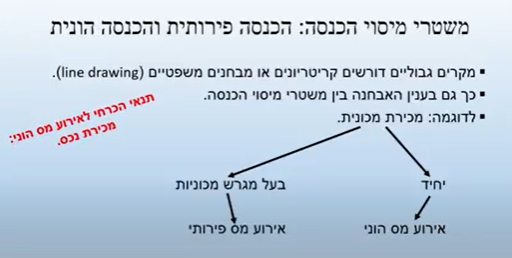 משטרי מיסוי הכנסה: הכנסה פירותית והכנסה הונית
▪ מקרים גבוליים דורשים קריטריונים או מבחנים משפטיים (line drawing).
▪ כך גם בענין האבחנה בין משטרי מיסוי הכנסה.
▪ לדוגמה: מכירת מכונית.
תנאי הכרחי לאירוע מס הוני:
מכירת נכס.
יחיד
בעל מגרש מכוניות
אירוע מס הוני
אירוע מס פירותי